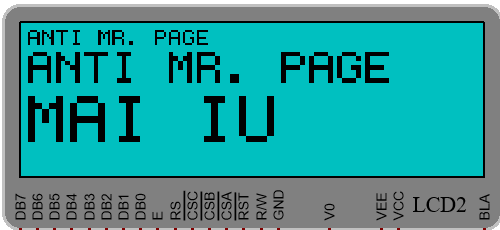 ANTI MR. PAGE
ANTI MR. PAGE
MAI IU
DB7
DB6
DB5
DB4
DB3
DB2
DB1
DB0
E
RS
CSC
CSB
CSA
RST
R/W
GND
V0
VEE
VCC
LCD2
BLA